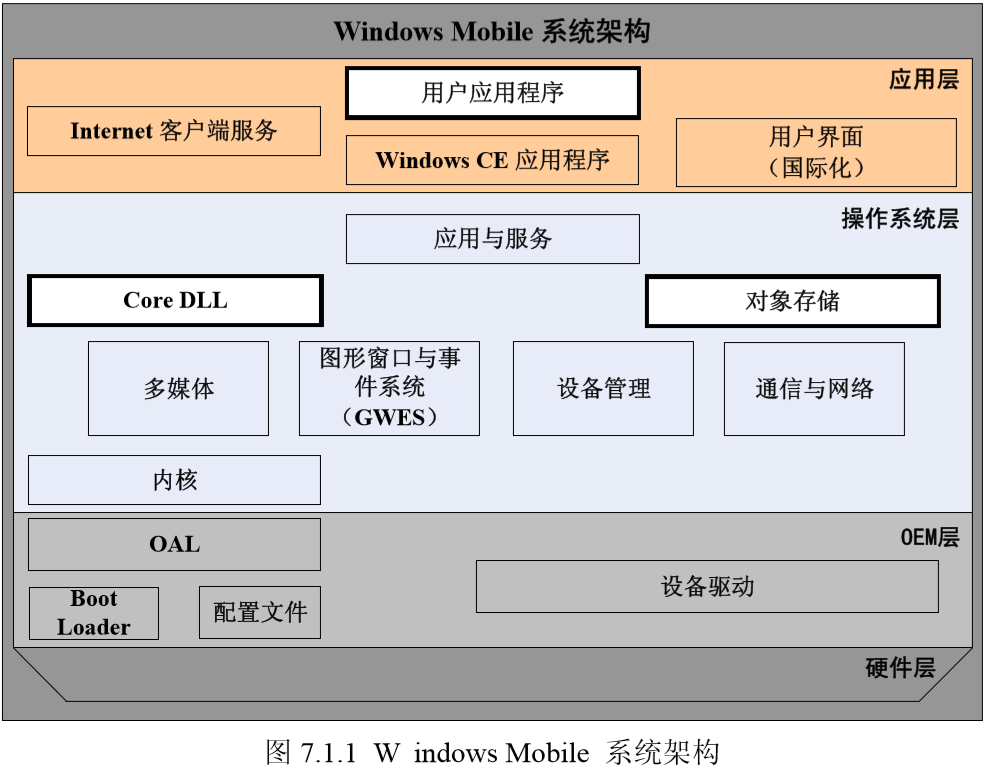 Windows Mobile 系统架构
应用层
用户应用程序
Internet 客户端服务
Windows CE 应用程序
用户界面
（国际化）
操作系统层
应用与服务
Core DLL
对象存储
多媒体
图形窗口与事
件系统
（GWES）
设备管理
通信与网络
内核
OEM层
OAL
设备驱动
Boot
Loader
配置文件
硬件层
图 7.1.1 W indows Mobile 系统架构